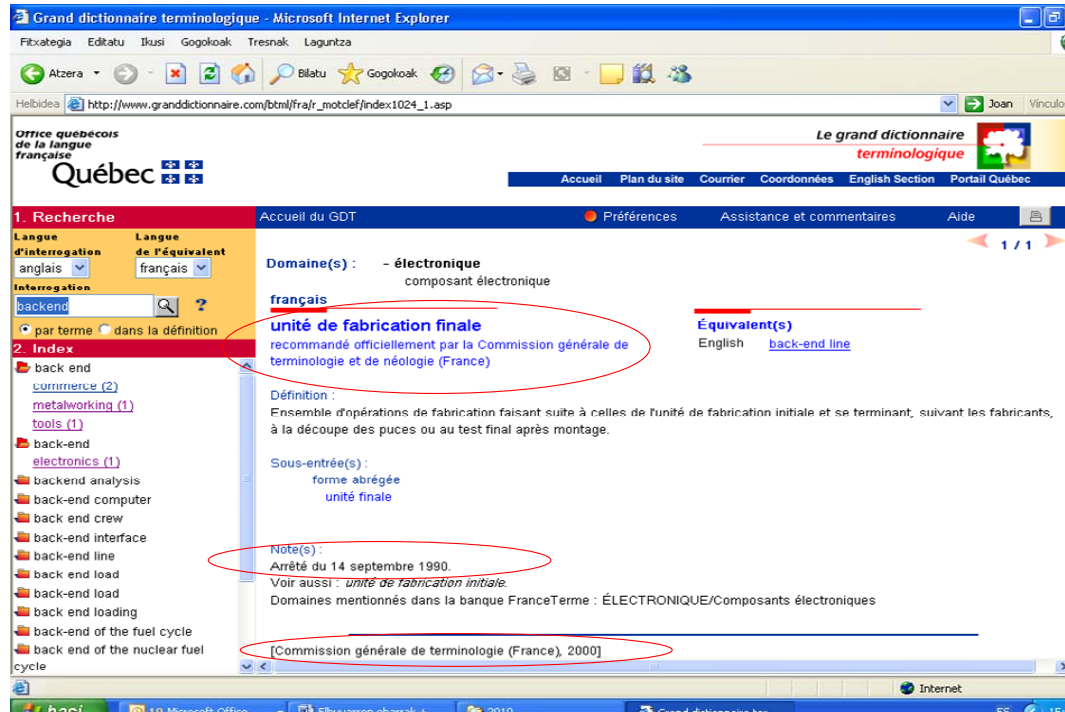 Grand dictionnaire terminologique - Microsoft Internet Explorer
Fitxategia Editatu Ikusi Gogokoak Tresnak Laguntza
Atzera Bilatu Gogokoak
Helbidea http://www.granddictionnaire.com/btml/fra/r_motclef/index1024_1.asp Joan Vínculo
Office québécois
de la langue
française
Québec
Le grand dictionnaire
terminologique
Accueil Plan du site Courrier Coordonnées English Section Portail Québec
1. Recherche
Accueil du GDT Préférences Assistance et commentaires Aide
Langue
d'interrogation
Langue
de l'équivalent
anglais français
Interrogation
backend ?
par terme dans la définition
2. Index
back end
commerce (2)
metalworking (1)
tools (1)
back-end
electronics (1)
backend analysis
back-end computer
back end crew
back-end interface
back-end line
back end load
back-end load
back end loading
back-end of the fuel cycle
back end of the nuclear fuel
cycle
1 / 1
Domaine(s) : - électronique
composant électronique
français
unité de fabrication finale
recommandé officiellement par la Commission générale de
terminologie et de néologie (France)
Équivalent(s)
English back-end line
Définition :
Ensemble d'opérations de fabrication faisant suite à celles de l'unité de fabrication initiale et se terminant, suivant les fabricants,
à la découpe des puces ou au test final après montage.
Sous-entrée(s) :
forme abrégée
unité finale
Note(s) :
Arrêté du 14 septembre 1990.
Voir aussi : unité de fabrication initiale.
Domaines mentionnés dans la banque FranceTerme : ÉLECTRONIQUE/Composants électroniques
[Commission générale de terminologie (France), 2000]
Internet
hasi Microsoft Office 2010 Grand dictionnaire ter... ES